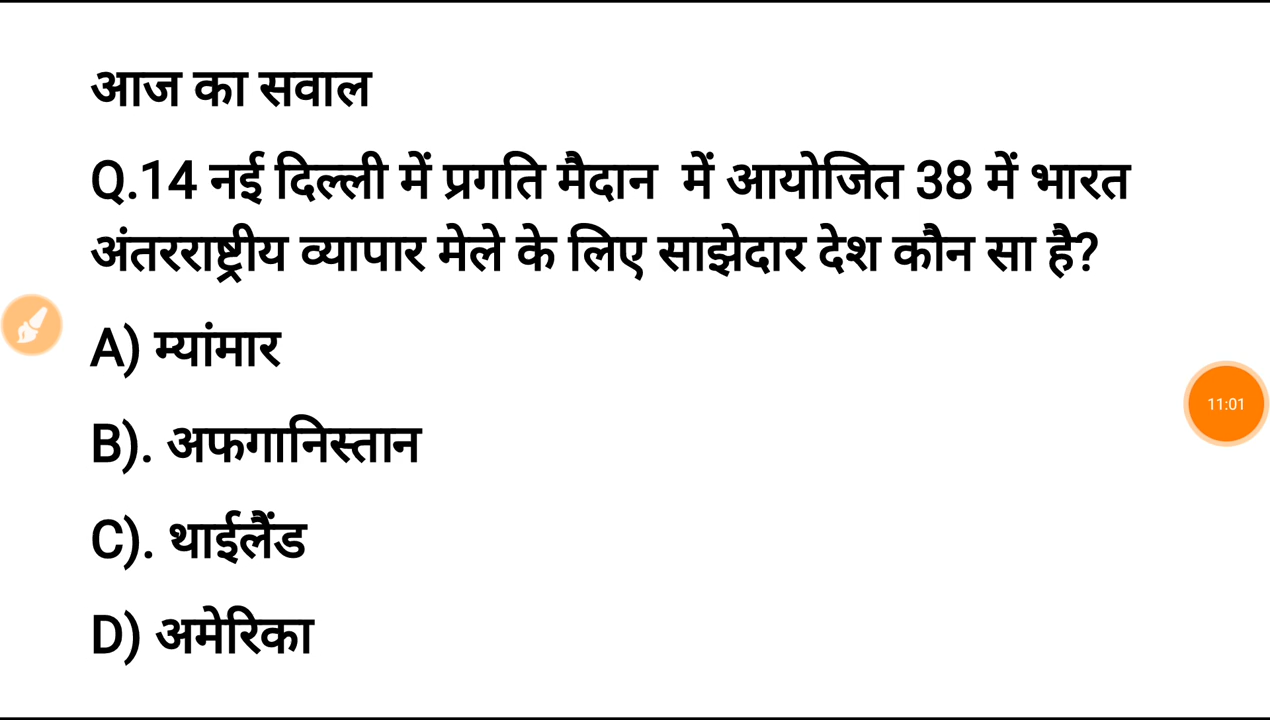 आज का सवाल
Q.14 नई दिल्ली में प्रगति मैदान में आयोजित 38 में भारत
अंतरराष्ट्रीय व्यापार मेले के लिए साझेदार देश कौन सा है?
A) म्यांमार
11:01
B). अफगानिस्तान
C). थाईलैंड
D) अमेरिका